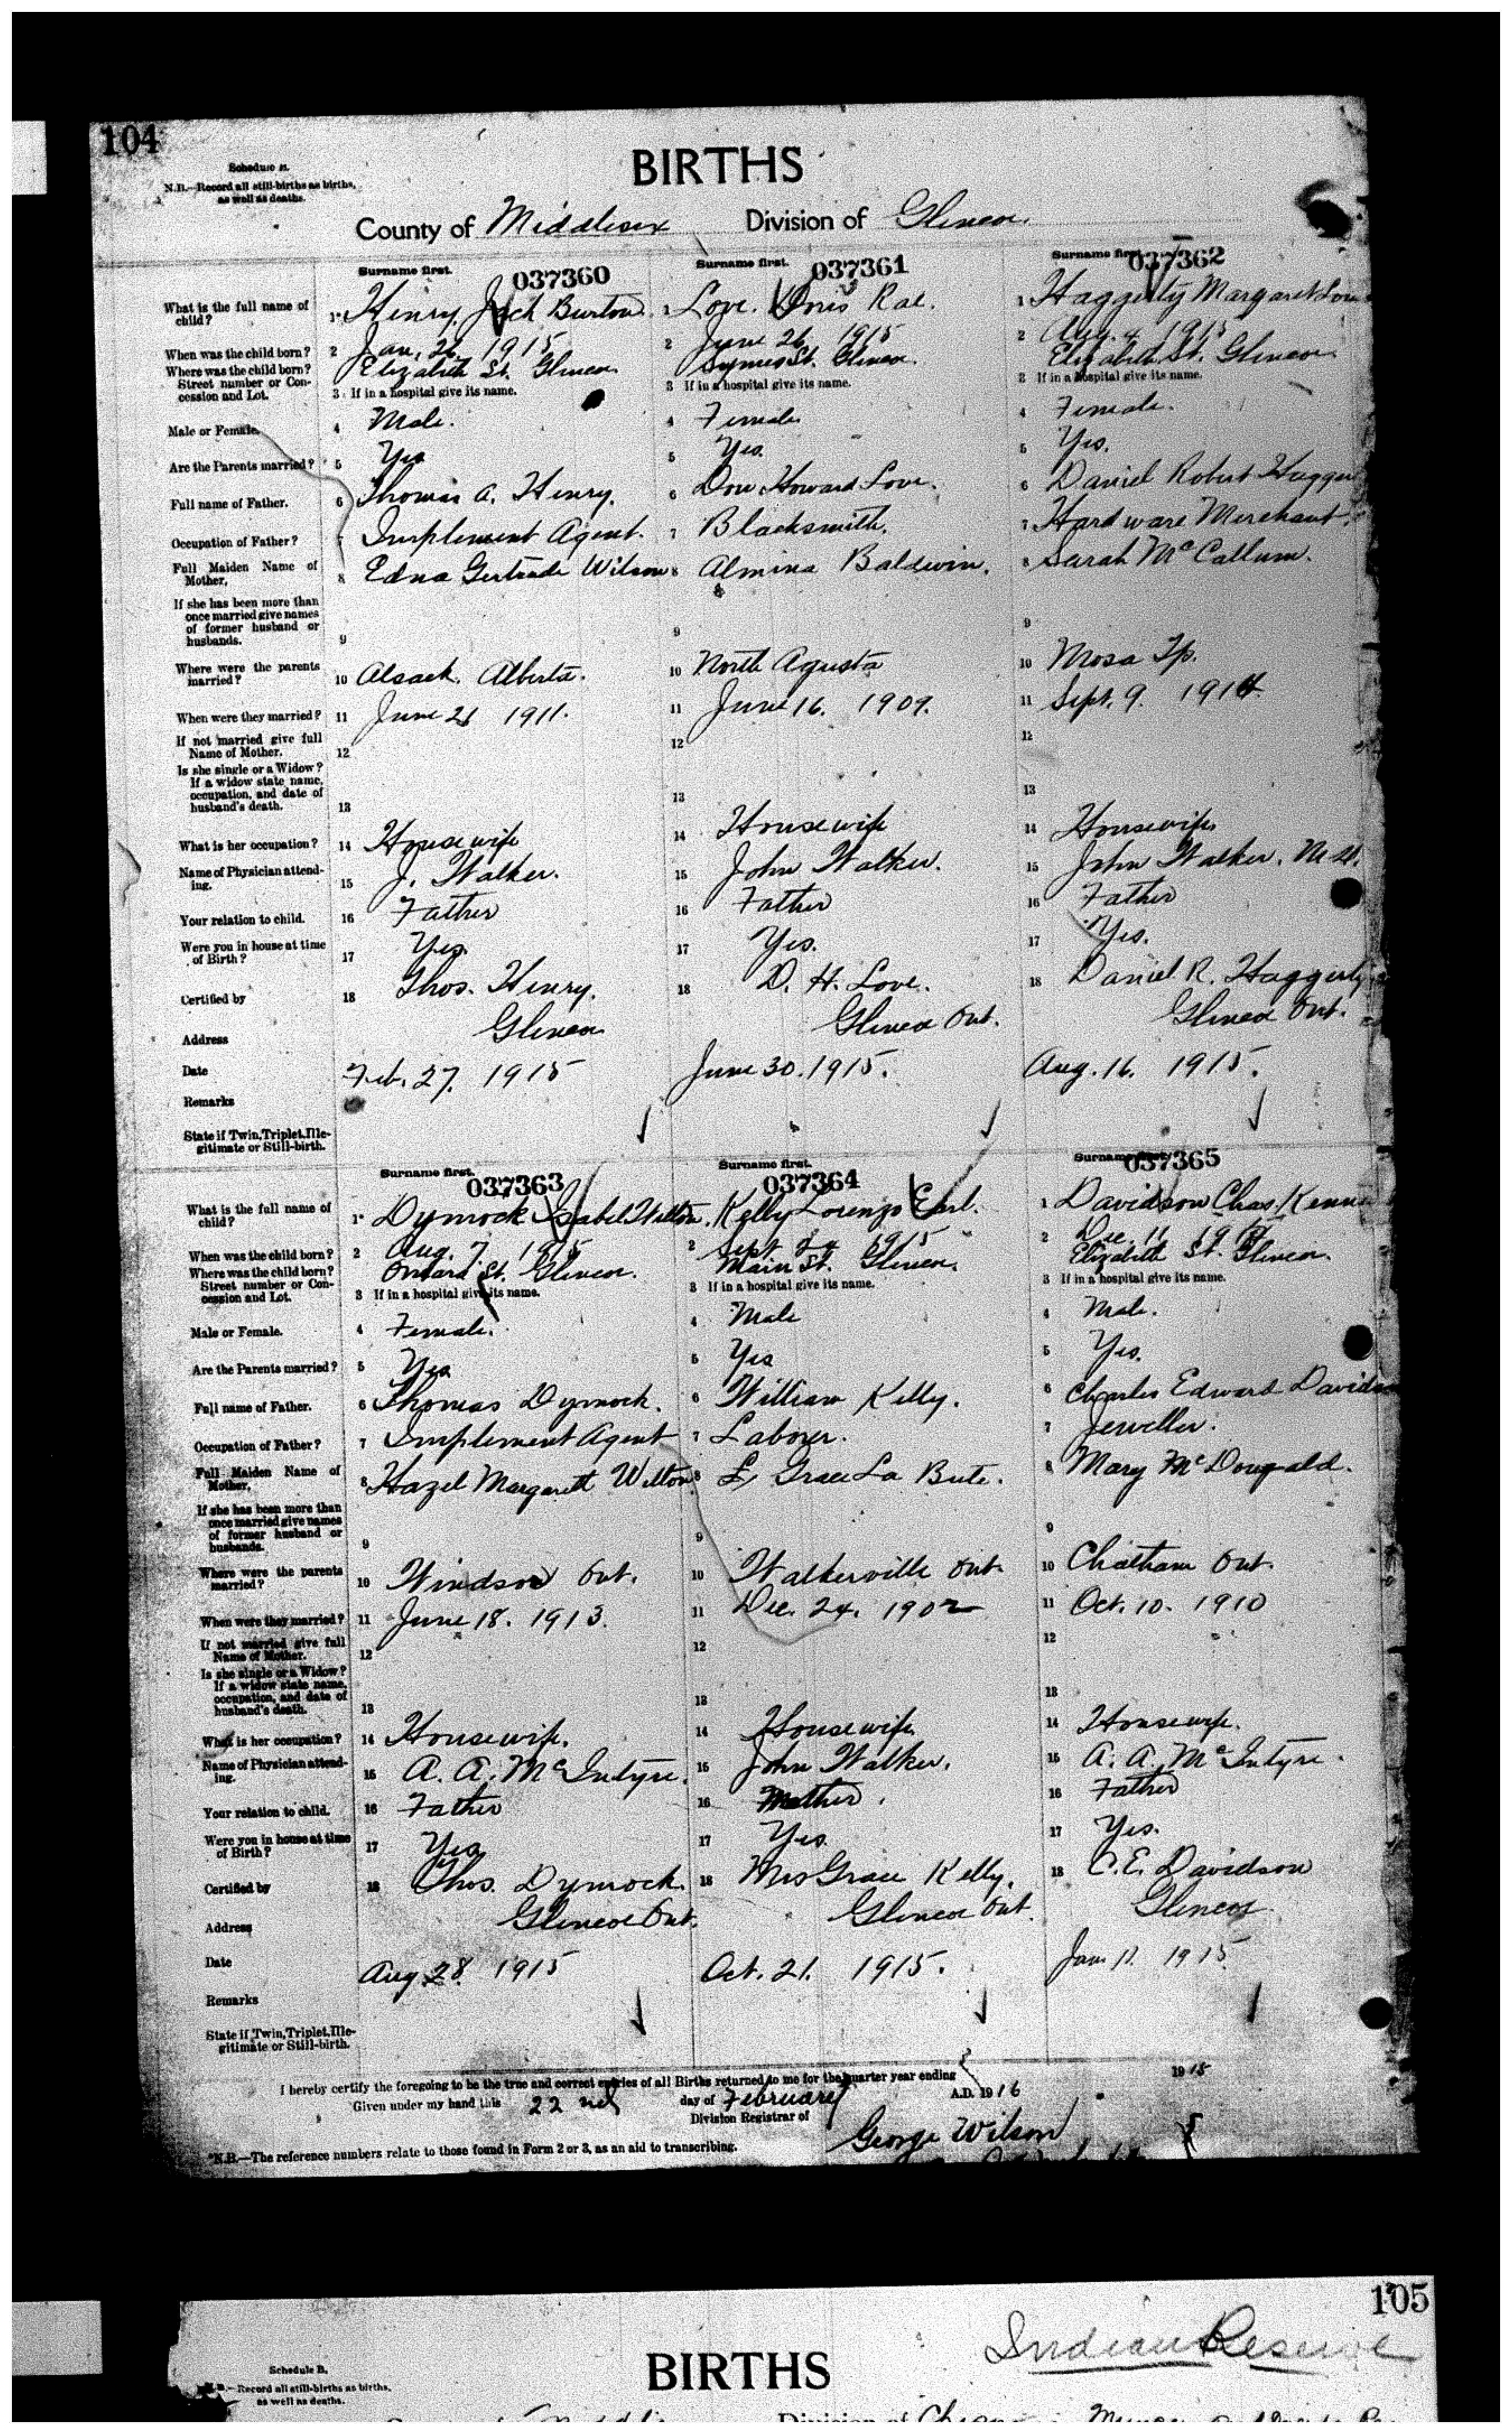 104
Schedule B.
N.B.—Record all still-births as births,
as well as deaths.
BIRTHS
County of Middlesex Division of Glencoe
Surname first. 037360 Surname first. 037361 Surname first. 037362
What is the full name of child? 1 Henry, Jack Burton. 1 Love. Doris Rae. 1 Haggerty Margaret
When was the child born? 2 Jan. 26. 1915 2 June 26 1915 2 Aug. 4 1915
Where was the child born? Street number or Concession and Lot. Elizabeth St. Glencoe Symes St. Glencoe. Elizabeth St. Glencoe
3 If in a hospital give its name. 3 If in a hospital give its name. 3 If in a hospital give its name.
Male or Female. 4 Male. 4 Female 4 Female.
Are the Parents married? 5 Yes 5 Yes. 5 Yes.
Full name of Father. 6 Thomas A. Henry. 6 Don Howard Love. 6 Daniel Robert Hagger
Occupation of Father? 7 Implement Agent. 7 Blacksmith. 7 Hardware Merchant.
Full Maiden Name of Mother, 8 Edna Gertrude Wilson 8 Almina Baldwin. 8 Sarah McCallum.
If she has been more than once married give names of former husband or husbands. 9 9 9
Where were the parents married? 10 Alsack. Alberta. 10 North Agusta 10 Mosa Tp.
When were they married? 11 June 21 1911. 11 June 16. 1909. 11 Sept. 9. 1914
If not married give full Name of Mother. 12 12 12
Is she single or a Widow? If a widow state name, occupation, and date of husband's death. 13 13 13
What is her occupation? 14 Housewife 14 Housewife 14 Housewife
Name of Physician attending. 15 J. Walker. 15 John Walker. 15 John Walker. M.D.
Your relation to child. 16 Father 16 Father 16 Father
Were you in house at time of Birth? 17 Yes. 17 Yes. 17 Yes.
Certified by 18 Thos. Henry. 18 D. H. Love. 18 Daniel R. Haggerty
Address Glencoe Glencoe Ont. Glencoe Ont.
Date Feb. 27. 1915 June 30. 1915. Aug. 16. 1915.
Remarks
State if Twin, Triplet, Illegitimate or Still-birth.
Surname first. 037363 Surname first. 037364 Surname first. 037365
What is the full name of child? 1 Dymock Isabel Wilton. Kelly Lorenzo Earl. 1 Davidson Chas. Kenne
When was the child born? 2 Aug. 7 1915 2 Sept 24 1915 2 Dec. 11
Where was the child born? Street number or Concession and Lot. St. Glencoe. Main St. Glencoe. Elizabeth St. Glencoe.
3 If in a hospital give its name. 3 If in a hospital give its name. 3 If in a hospital give its name.
Male or Female. 4 Female. 4 Male 4 Male.
Are the Parents married? 5 Yes 5 Yes 5 Yes.
Full name of Father. 6 Thomas Dymock. 6 William Kelly. 6 Charles Edward Davidson
Occupation of Father? 7 Implement Agent 7 Laborer. 7 Jeweller.
Full Maiden Name of Mother, 8 Hazel Margarett Wilton 8 Grace La Bute. 8 Mary McDougald.
If she has been more than once married give names of former husband or husbands. 9 9 9
Where were the parents married? 10 Windsor Ont. 10 Walkerville Ont. 10 Chatham Ont.
When were they married? 11 June 18. 1913. 11 Dec. 24. 1902 11 Oct. 10. 1910
If not married give full Name of Mother. 12 12 12
Is she single or a Widow? If a widow state name, occupation, and date of husband's death. 13 13 13
What is her occupation? 14 Housewife. 14 Housewife 14 Housewife.
Name of Physician attending. 15 A. A. McIntyre. 15 John Walker. 15 A. A. McIntyre.
Your relation to child. 16 Father 16 Mother. 16 Father
Were you in house at time of Birth? 17 Yes 17 Yes. 17 Yes.
Certified by 18 Thos. Dymock. 18 Mrs Grace Kelly. 18 C. E. Davidson
Address Glencoe Ont. Glencoe Ont. Glencoe
Date Aug. 28. 1915 Oct. 21. 1915. Jan. 11. 1915
Remarks
State if Twin, Triplet, Illegitimate or Still-birth.
I hereby certify the foregoing to be the true and correct entries of all Births returned to me for the quarter year ending 1915
Given under my hand this 22nd day of February A.D. 1916
Division Registrar of George Wilson
*N.B.—The reference numbers relate to those found in Form 2 or 3, as an aid to transcribing.
105
Indian Reserve
Schedule B.
N.B.—Record all still-births as births,
as well as deaths.
BIRTHS
Division of